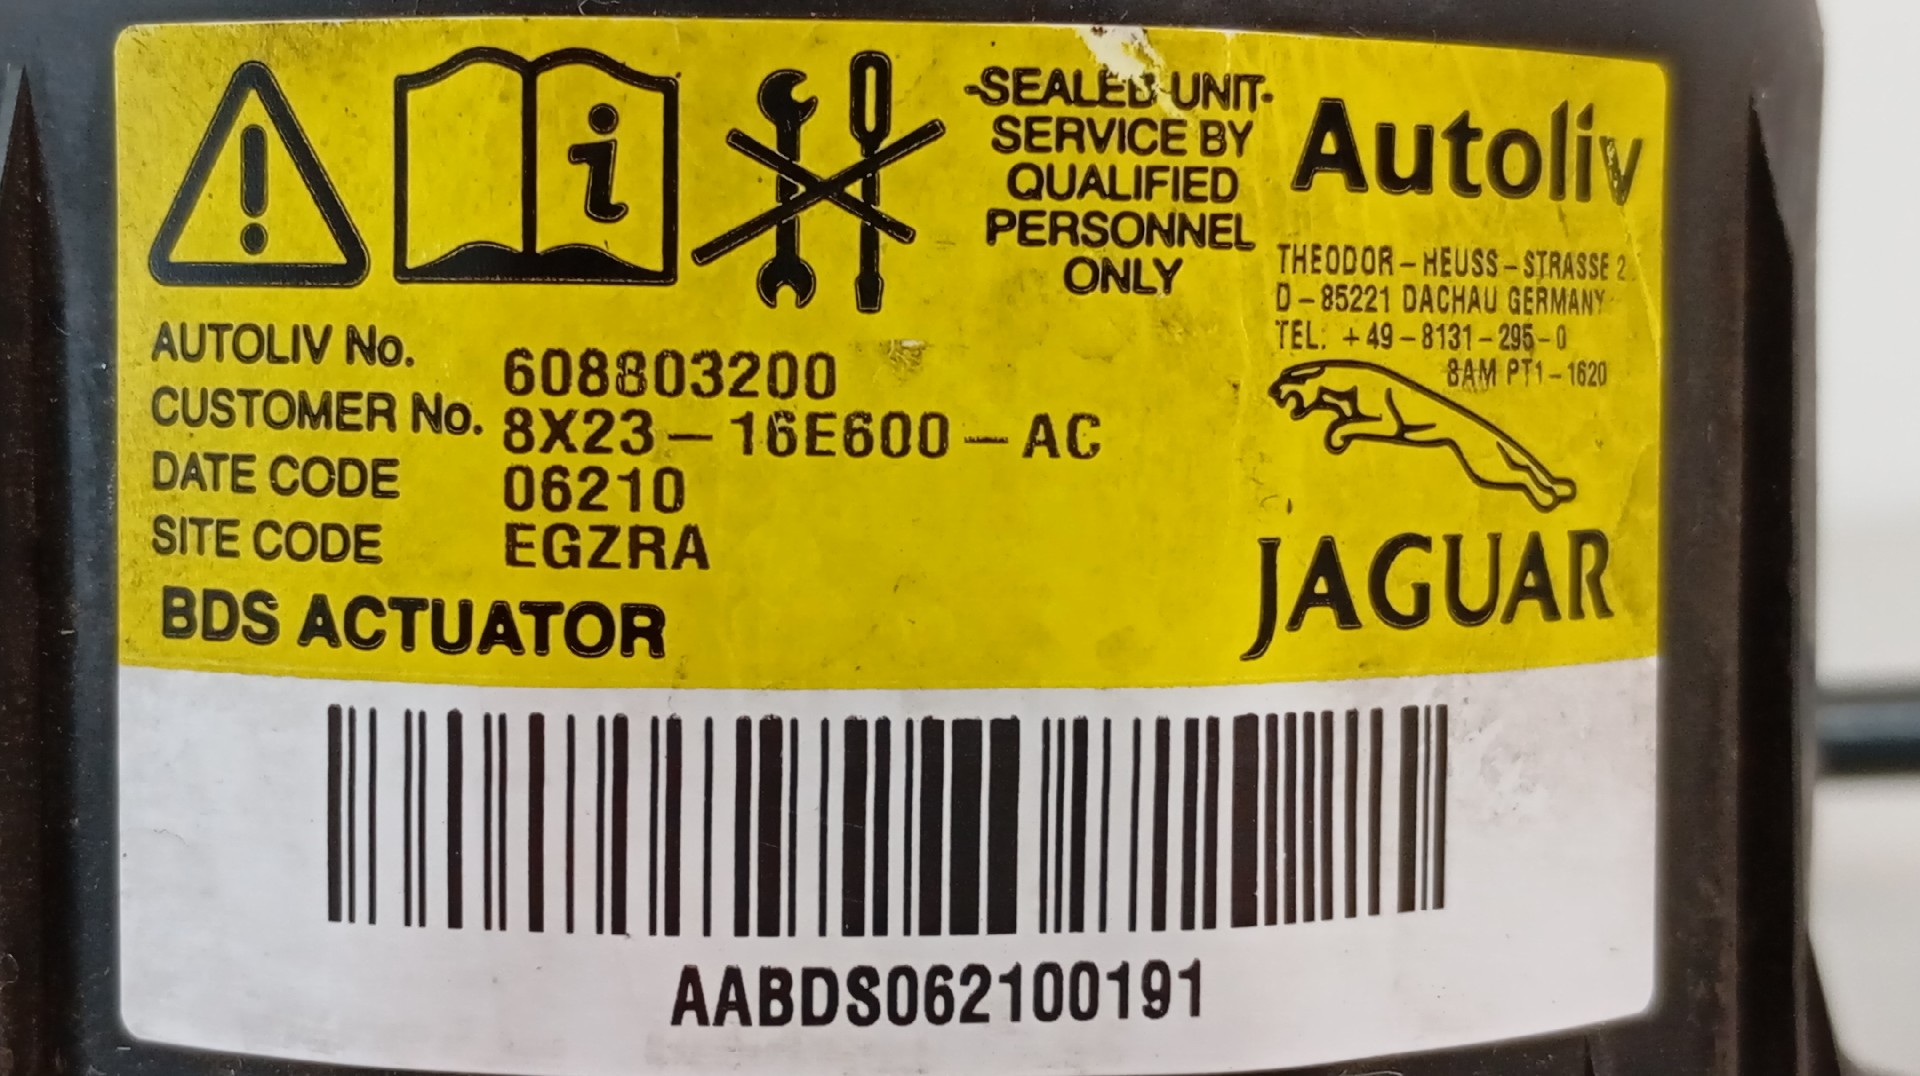 -SEALED UNIT-
SERVICE BY
QUALIFIED
PERSONNEL
ONLY
Autoliv
THEODOR-HEUSS-STRASSE 2
D-85221 DACHAU GERMANY
TEL: +49-8131-295-0
8AM PT1-1620
AUTOLIV No. 608803200
CUSTOMER No. 8X23-16E600-AC
DATE CODE 06210
SITE CODE EGZRA
BDS ACTUATOR
JAGUAR
AABDS062100191